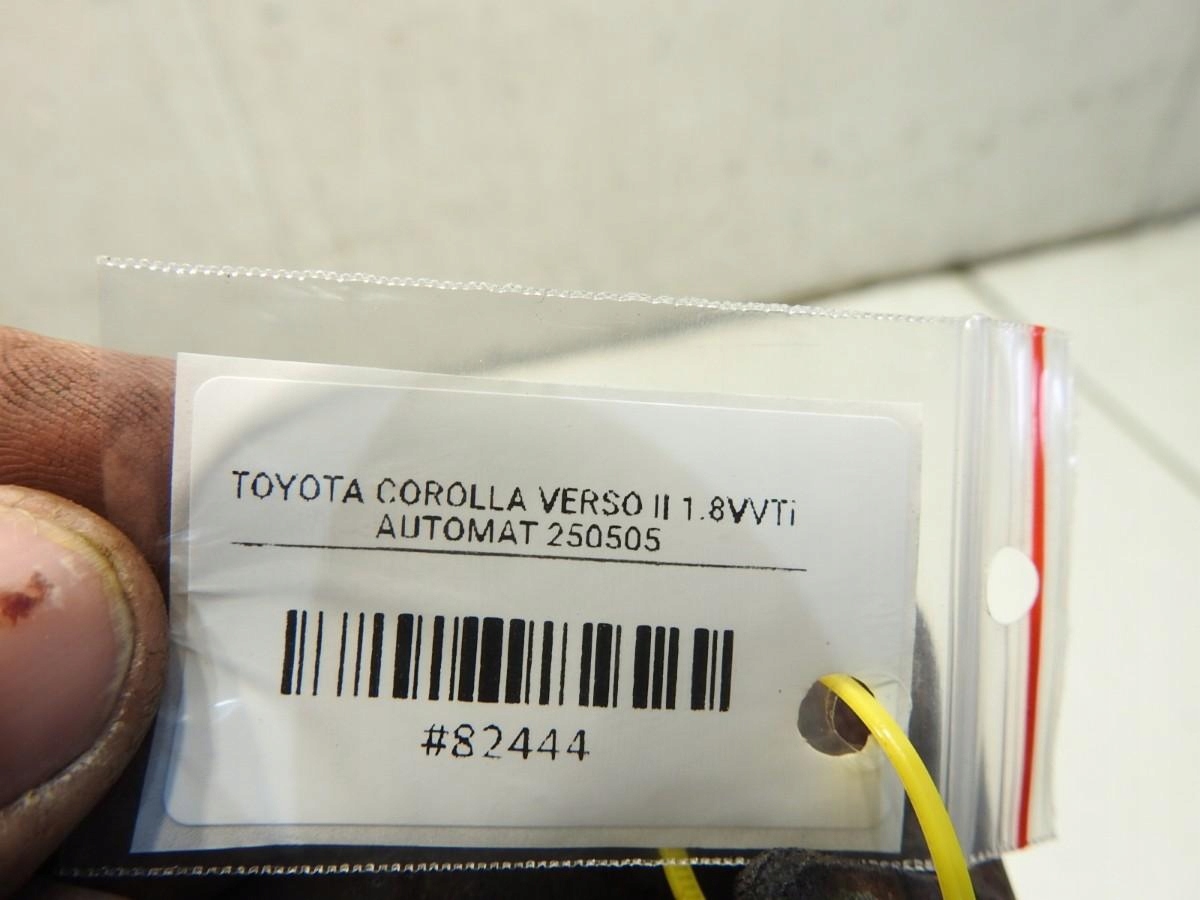 TOYOTA COROLLA VERSO II 1.8VVTi
AUTOMAT 250505
#82444